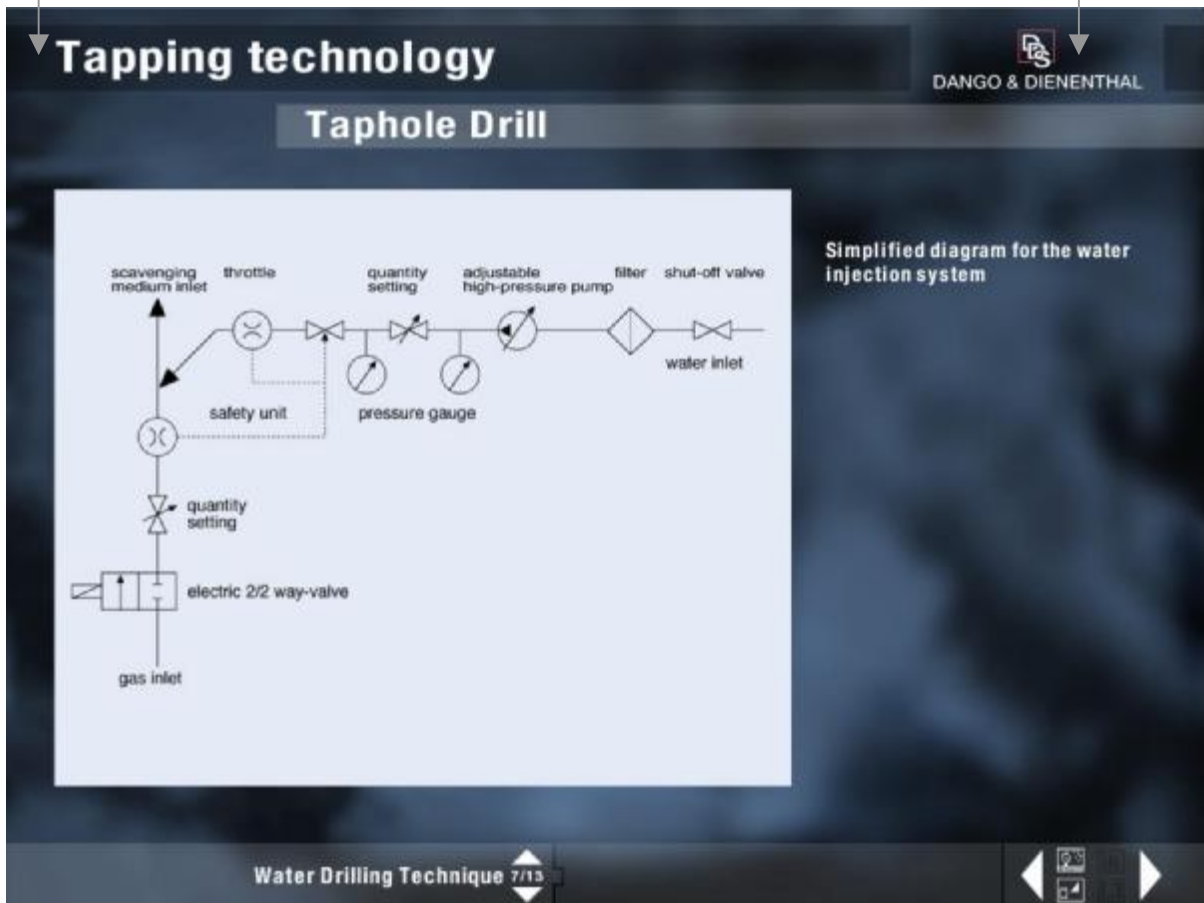 Tapping technology
DDS
DANGO & DIENENTHAL
Taphole Drill
Simplified diagram for the water
injection system
scavenging
medium inlet
throttle
quantity
setting
adjustable
high-pressure pump
filter
shut-off valve
water inlet
safety unit
pressure gauge
quantity
setting
electric 2/2 way-valve
gas inlet
Water Drilling Technique 7/13